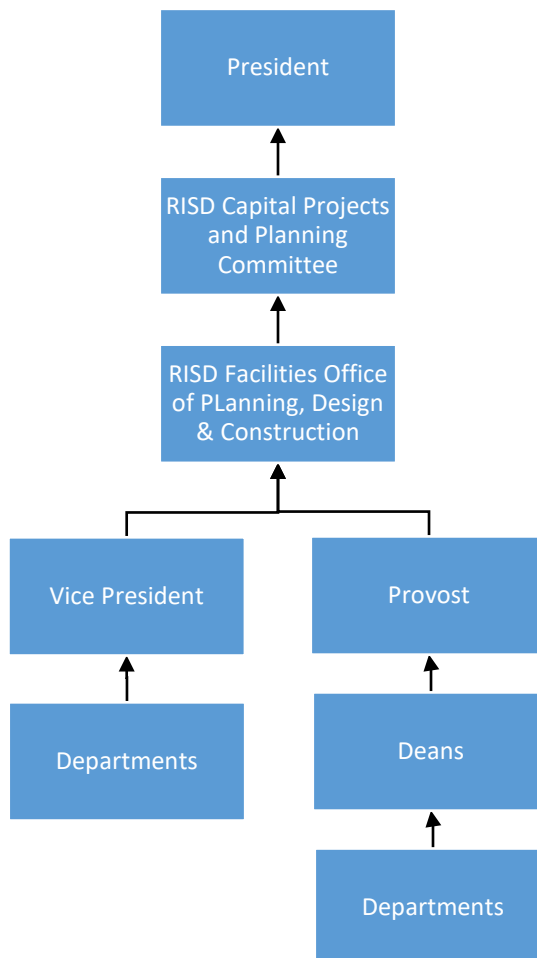 President
RISD Capital Projects
and Planning
Committee
RISD Facilities Office
of PLanning, Design
& Construction
Vice President
Provost
Departments
Deans
Departments